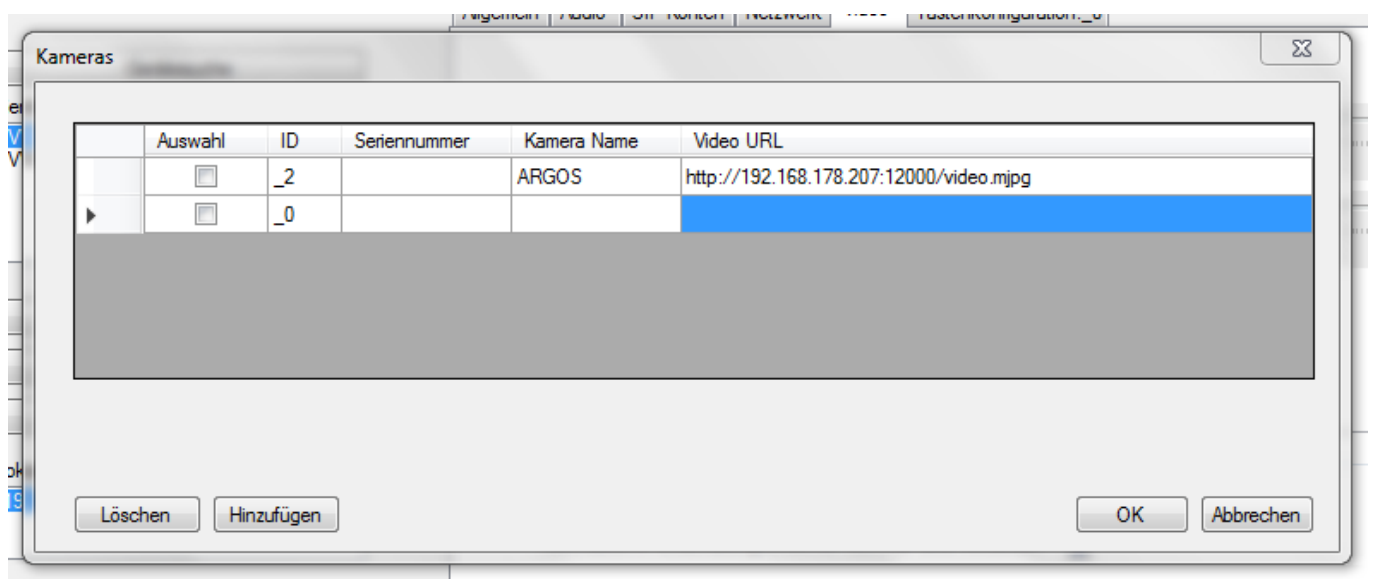 Kameras
Auswahl ID Seriennummer Kamera Name Video URL
_2 ARGOS http://192.168.178.207:12000/video.mjpg
_0
Löschen Hinzufügen OK Abbrechen